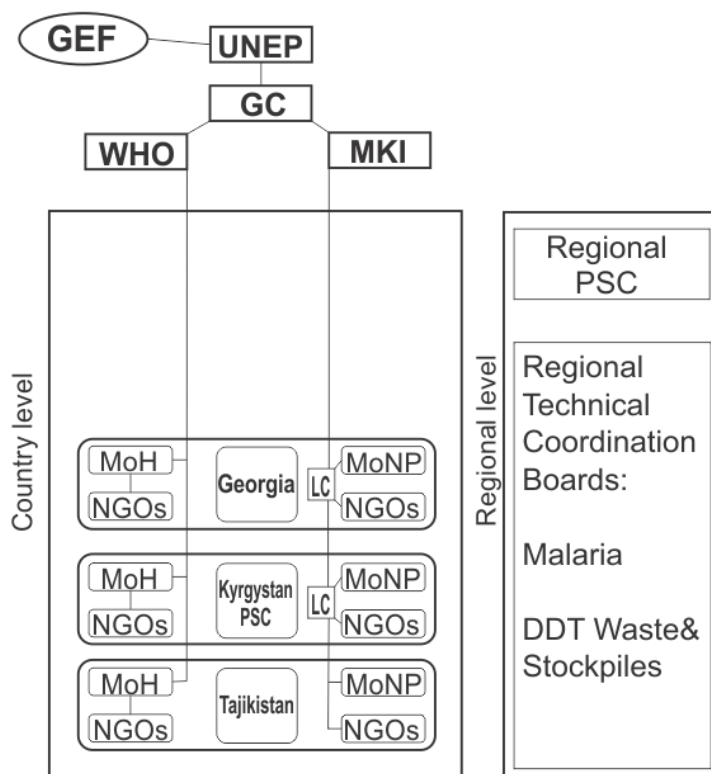 GEF
UNEP
GC
WHO
MKI
Country level
MoH
NGOs
Georgia
LC
MoNP
NGOs
MoH
NGOs
Kyrgystan
PSC
LC
MoNP
NGOs
MoH
NGOs
Tajikistan
MoNP
NGOs
Regional level
Regional
PSC
Regional
Technical
Coordination
Boards:
Malaria
DDT Waste&
Stockpiles